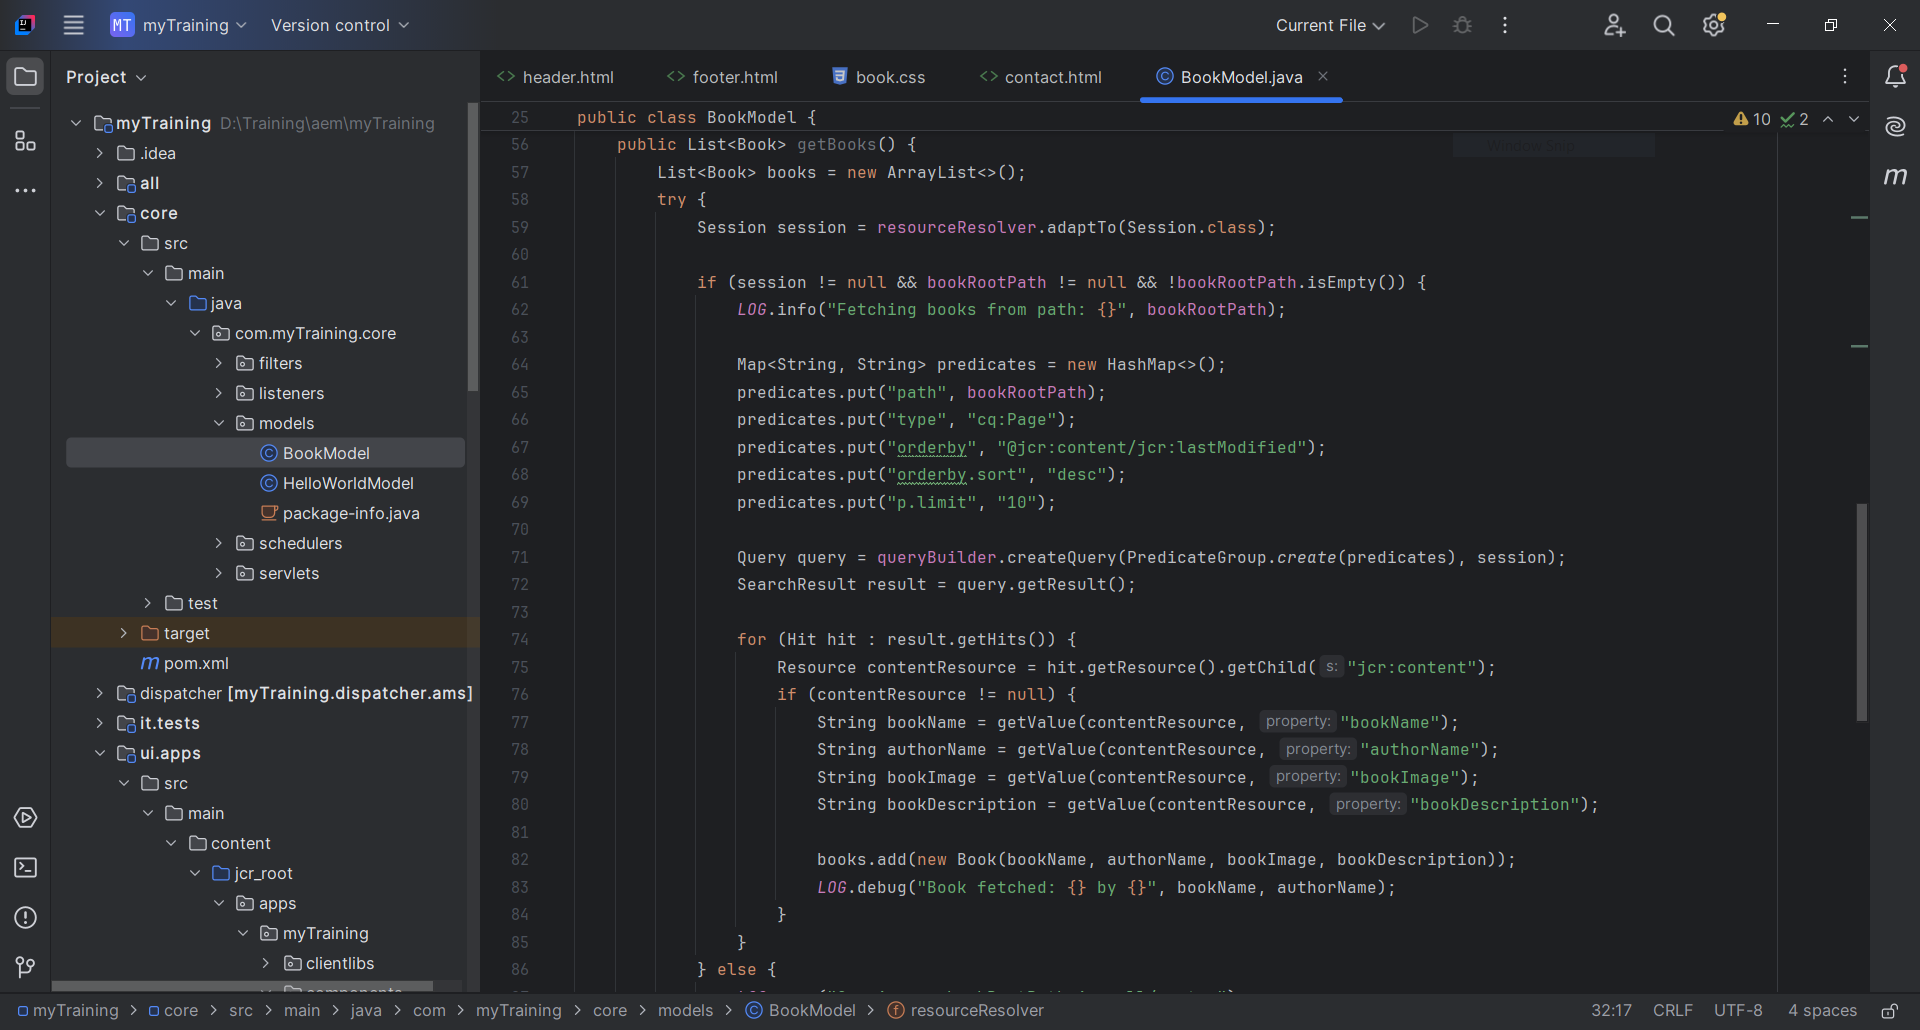 MT myTraining Version control Current File
Project
header.html footer.html book.css contact.html BookModel.java
myTraining D:\Training\aem\myTraining
.idea
all
core
src
main
java
com.myTraining.core
filters
listeners
models
BookModel
HelloWorldModel
package-info.java
schedulers
servlets
test
target
m pom.xml
dispatcher [myTraining.dispatcher.ams]
it.tests
ui.apps
src
main
content
jcr_root
apps
myTraining
clientlibs
components
10 2
Window Snip
m
25 public class BookModel {
56 public List<Book> getBooks() {
57 List<Book> books = new ArrayList<>();
58 try {
59 Session session = resourceResolver.adaptTo(Session.class);
60
61 if (session != null && bookRootPath != null && !bookRootPath.isEmpty()) {
62 LOG.info("Fetching books from path: {}", bookRootPath);
63
64 Map<String, String> predicates = new HashMap<>();
65 predicates.put("path", bookRootPath);
66 predicates.put("type", "cq:Page");
67 predicates.put("orderby", "@jcr:content/jcr:lastModified");
68 predicates.put("orderby.sort", "desc");
69 predicates.put("p.limit", "10");
70
71 Query query = queryBuilder.createQuery(PredicateGroup.create(predicates), session);
72 SearchResult result = query.getResult();
73
74 for (Hit hit : result.getHits()) {
75 Resource contentResource = hit.getResource().getChild( s: "jcr:content");
76 if (contentResource != null) {
77 String bookName = getValue(contentResource, property: "bookName");
78 String authorName = getValue(contentResource, property: "authorName");
79 String bookImage = getValue(contentResource, property: "bookImage");
80 String bookDescription = getValue(contentResource, property: "bookDescription");
81
82 books.add(new Book(bookName, authorName, bookImage, bookDescription));
83 LOG.debug("Book fetched: {} by {}", bookName, authorName);
84 }
85 }
86 } else {
myTraining > core > src > main > java > com > myTraining > core > models > BookModel > resourceResolver 32:17 CRLF UTF-8 4 spaces